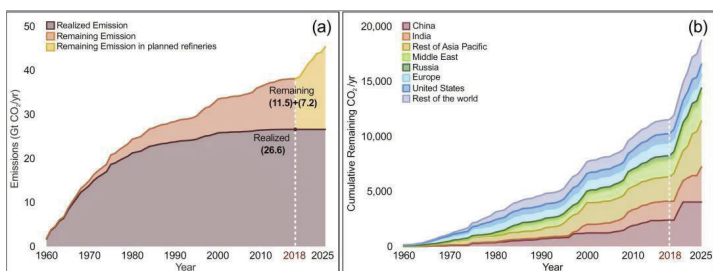 (a)
Realized Emission
Remaining Emission
Remaining Emission in planned refineries
Remaining
(11.5)+(7.2)
Realized
(26.6)
Emissions (Gt CO₂/yr)
50
40
30
20
10
0
1960 1970 1980 1990 2000 2010 2018 2025
Year
(b)
China
India
Rest of Asia Pacific
Middle East
Russia
Europe
United States
Rest of the world
Cumulative Remaining CO₂/yr
20,000
15,000
10,000
5,000
0
1960 1970 1980 1990 2000 2010 2018 2025
Year